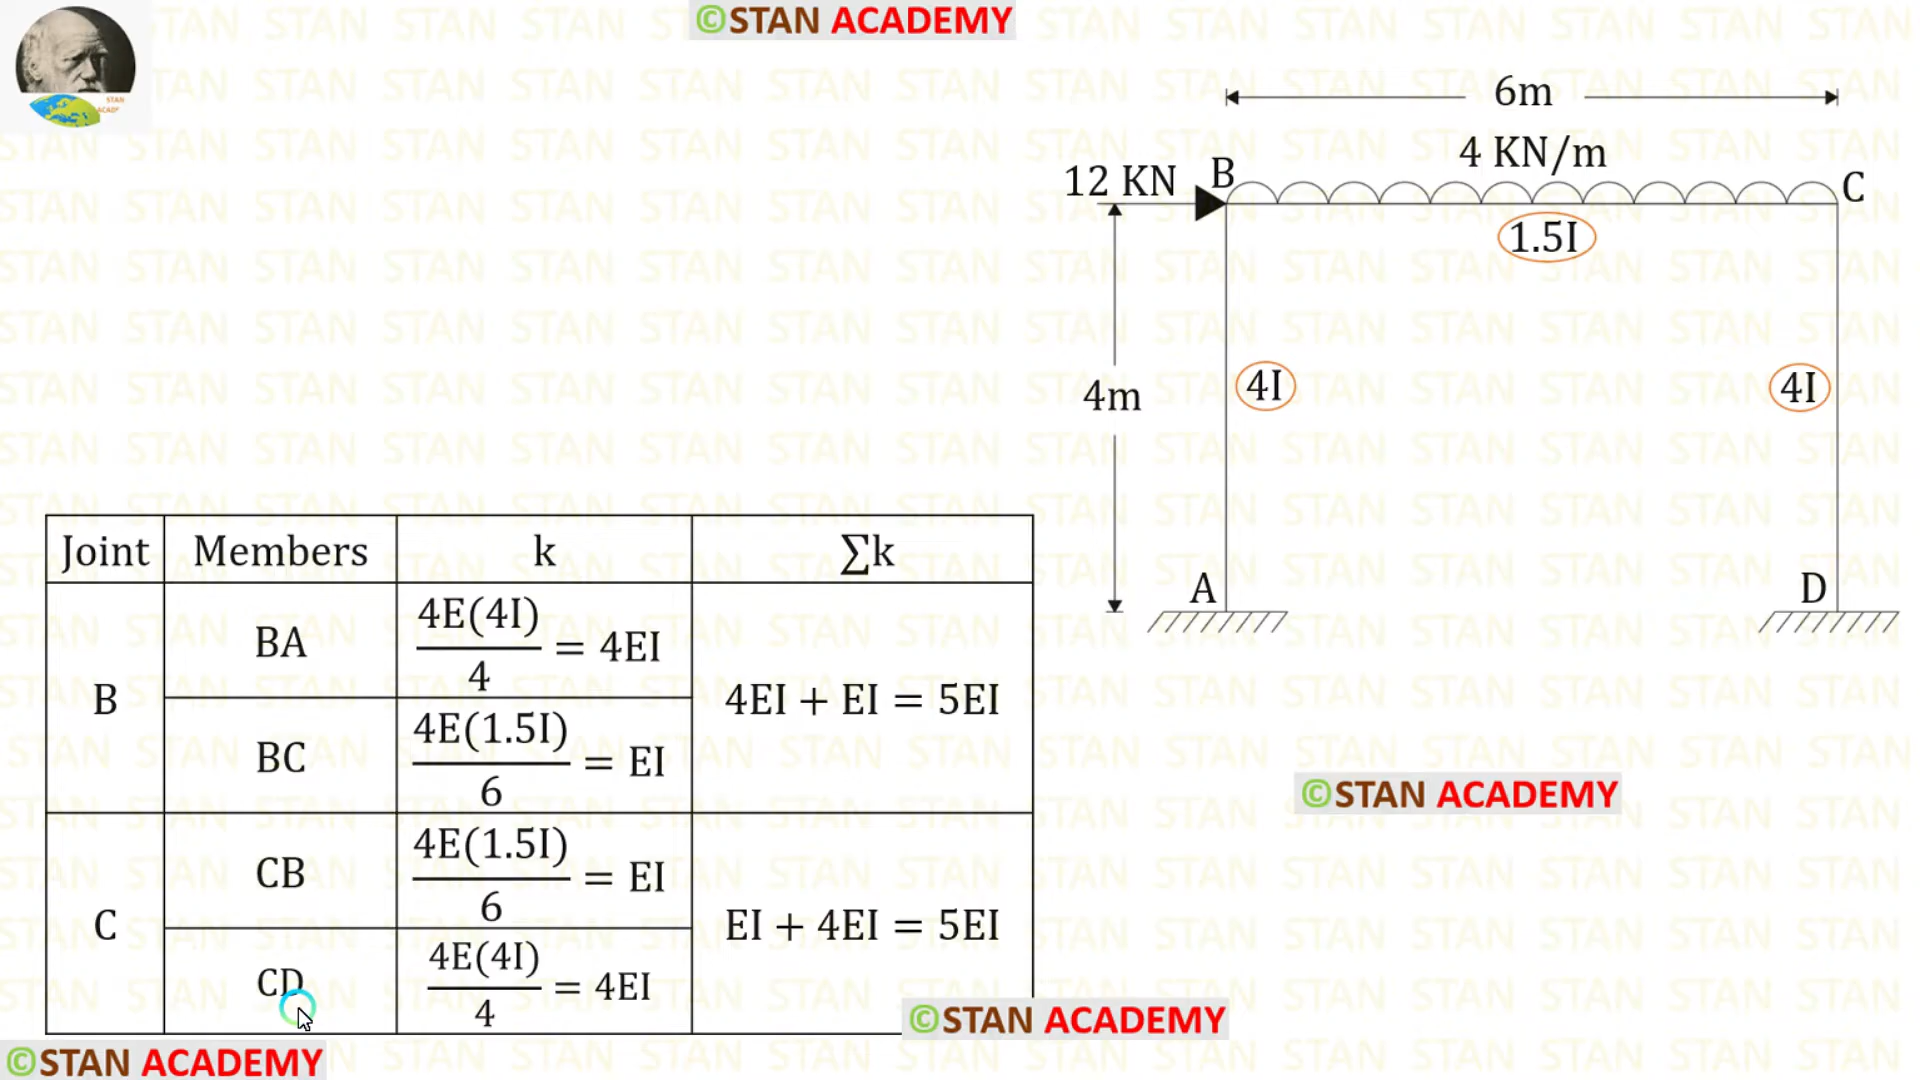 ©STAN ACADEMY
STAN
ACADP
6m
4 KN/m
12 KN
B
C
1.5I
4m
4I
4I
A
D
Joint Members k ∑k
B
BA
4E(4I)/4 = 4EI
BC
4E(1.5I)/6 = EI
4EI + EI = 5EI
C
CB
4E(1.5I)/6 = EI
CD
4E(4I)/4 = 4EI
EI + 4EI = 5EI
©STAN ACADEMY
©STAN ACADEMY
©STAN ACADEMY